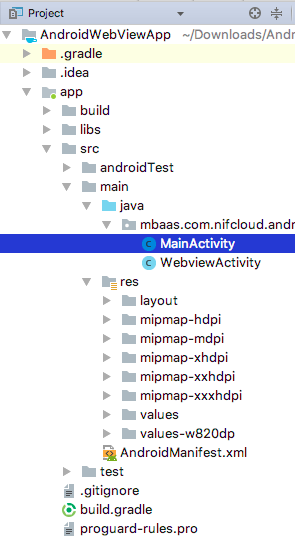 Project
AndroidWebViewApp ~/Downloads/And
.gradle
.idea
app
build
libs
src
androidTest
main
java
mbaas.com.nifcloud.andr
MainActivity
WebviewActivity
res
layout
mipmap-hdpi
mipmap-mdpi
mipmap-xhdpi
mipmap-xxhdpi
mipmap-xxxhdpi
values
values-w820dp
AndroidManifest.xml
test
.gitignore
build.gradle
proguard-rules.pro